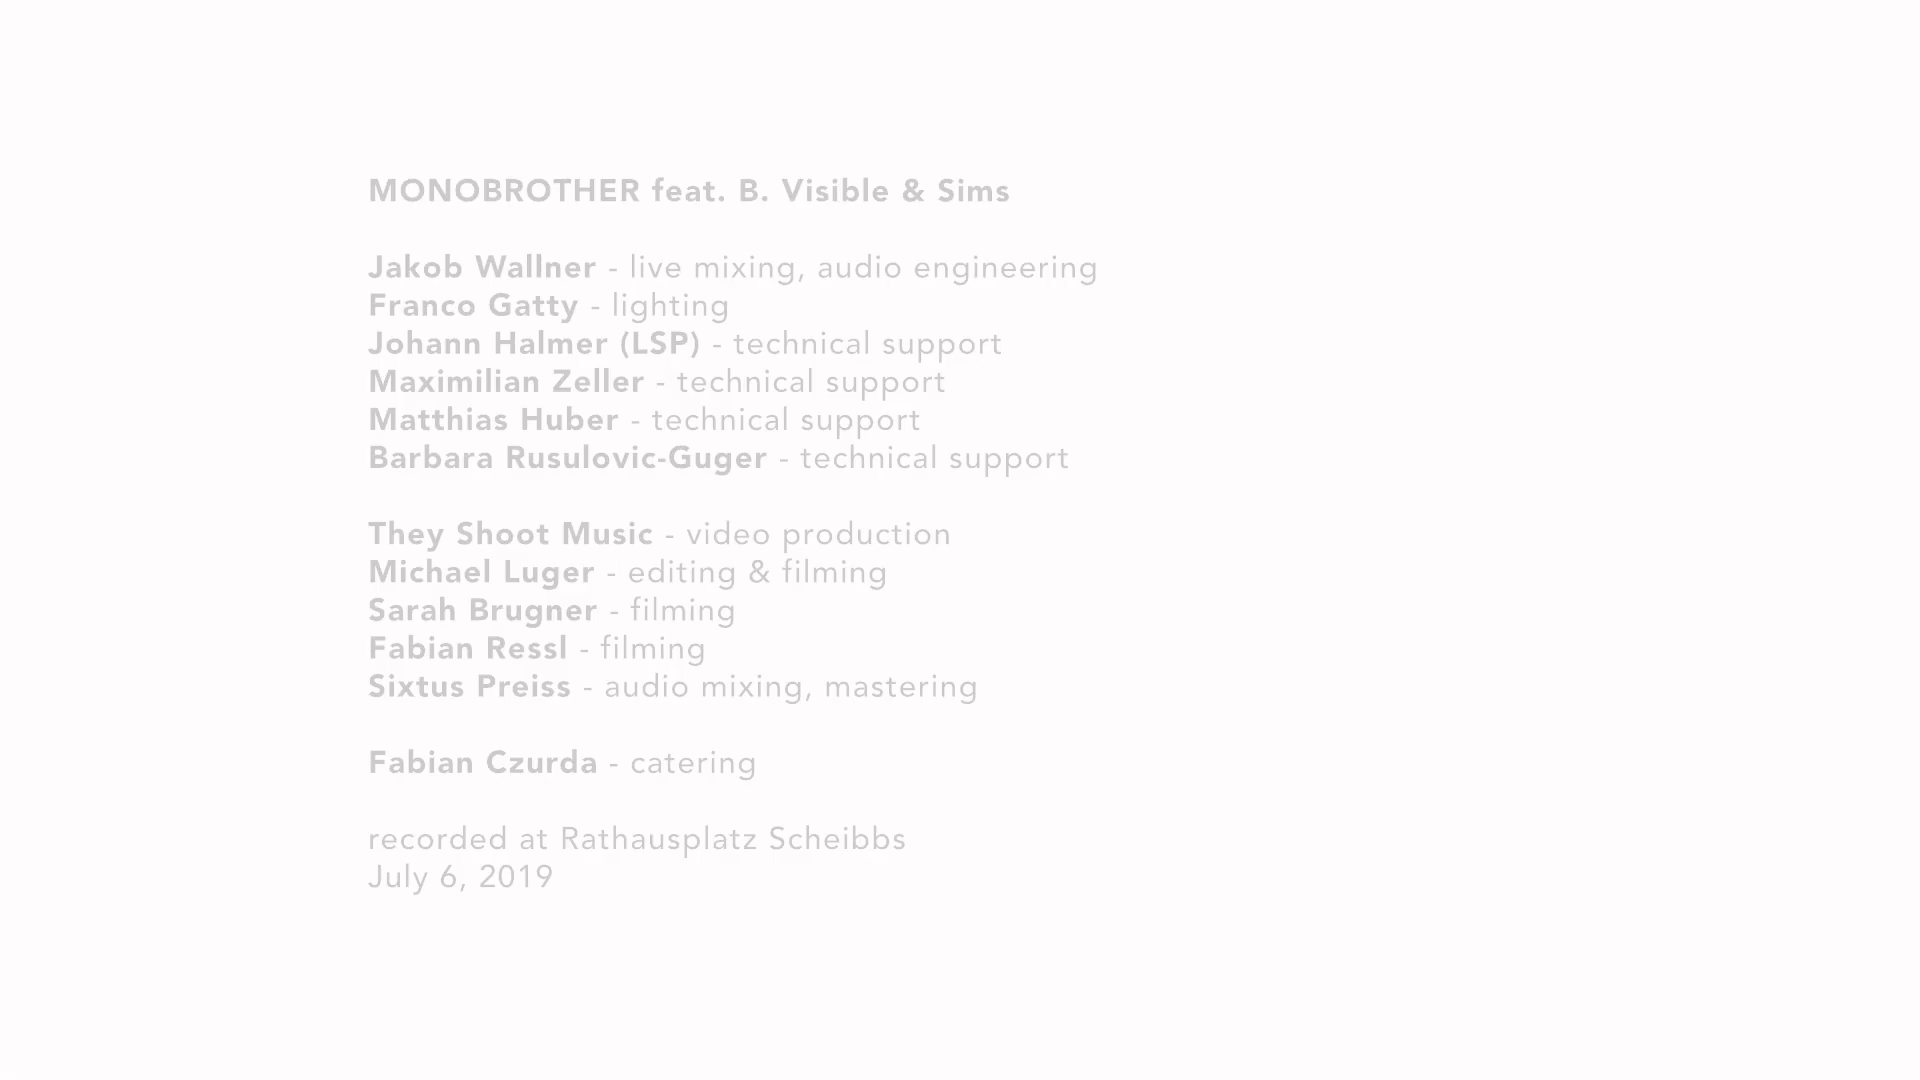 MONOBROTHER feat. B. Visible & Sims
Jakob Wallner - live mixing, audio engineering
Franco Gatty - lighting
Johann Halmer (LSP) - technical support
Maximilian Zeller - technical support
Matthias Huber - technical support
Barbara Rusulovic-Guger - technical support
They Shoot Music - video production
Michael Luger - editing & filming
Sarah Brugner - filming
Fabian Ressl - filming
Sixtus Preiss - audio mixing, mastering
Fabian Czurda - catering
recorded at Rathausplatz Scheibbs
July 6, 2019